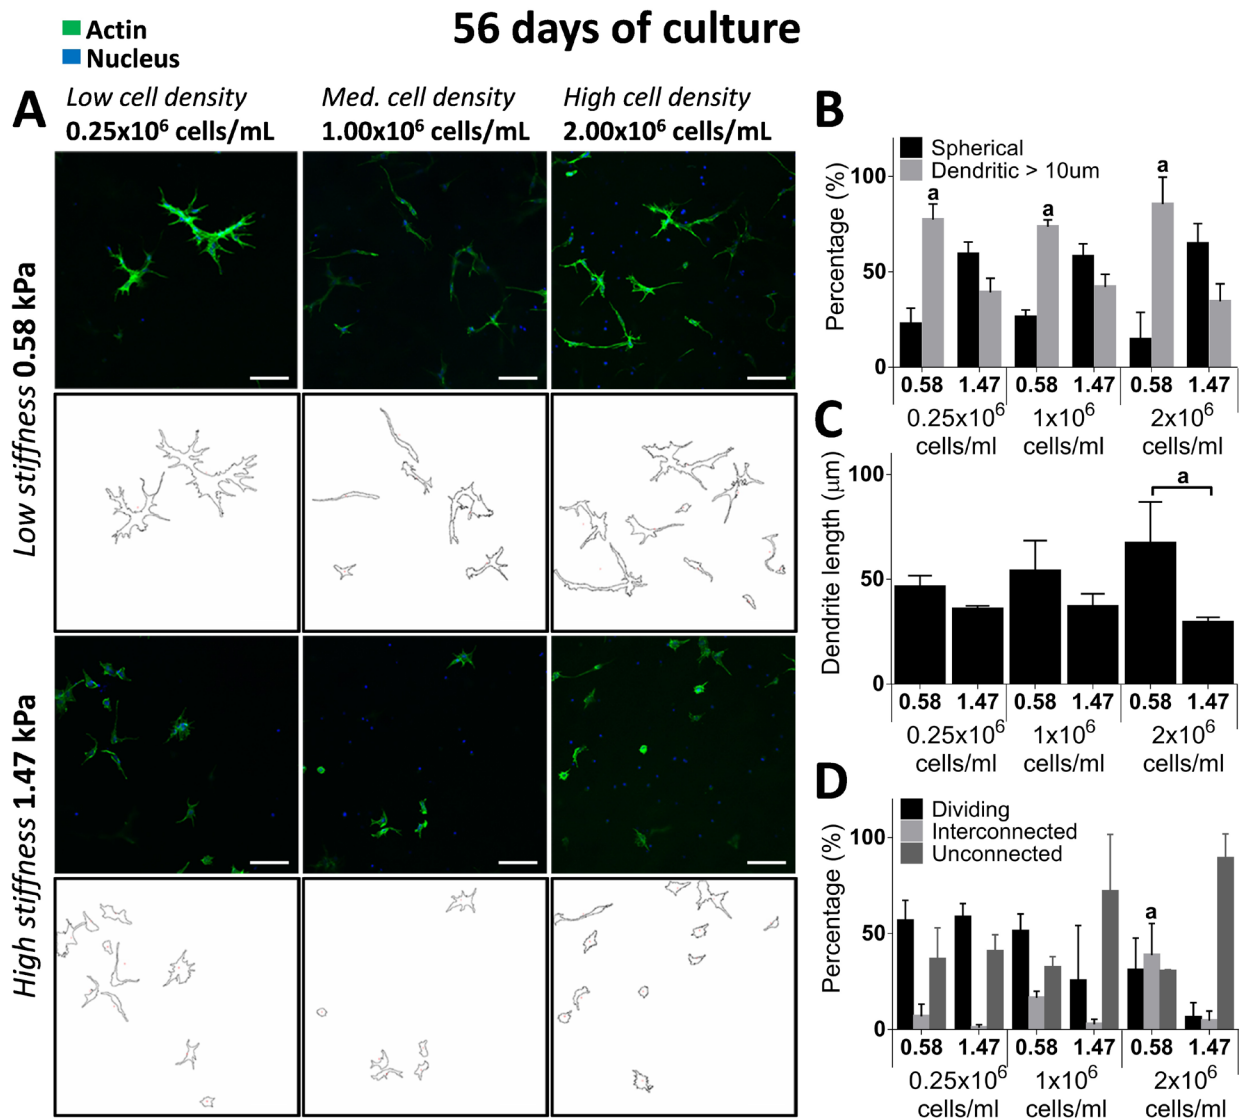 56 days of culture
Actin
Nucleus
A
Low cell density
0.25x10⁶ cells/mL
Med. cell density
1.00x10⁶ cells/mL
High cell density
2.00x10⁶ cells/mL
Low stiffness 0.58 kPa
High stiffness 1.47 kPa
B
Spherical
Dendritic > 10um
Percentage (%)
100
50
0
a
a
a
0.58 1.47 0.58 1.47 0.58 1.47
0.25x10⁶ 1x10⁶ 2x10⁶
cells/ml cells/ml cells/ml
C
Dendrite length (μm)
100
50
0
a
0.58 1.47 0.58 1.47 0.58 1.47
0.25x10⁶ 1x10⁶ 2x10⁶
cells/ml cells/ml cells/ml
D
Dividing
Interconnected
Unconnected
Percentage (%)
100
50
0
a
0.58 1.47 0.58 1.47 0.58 1.47
0.25x10⁶ 1x10⁶ 2x10⁶
cells/ml cells/ml cells/ml